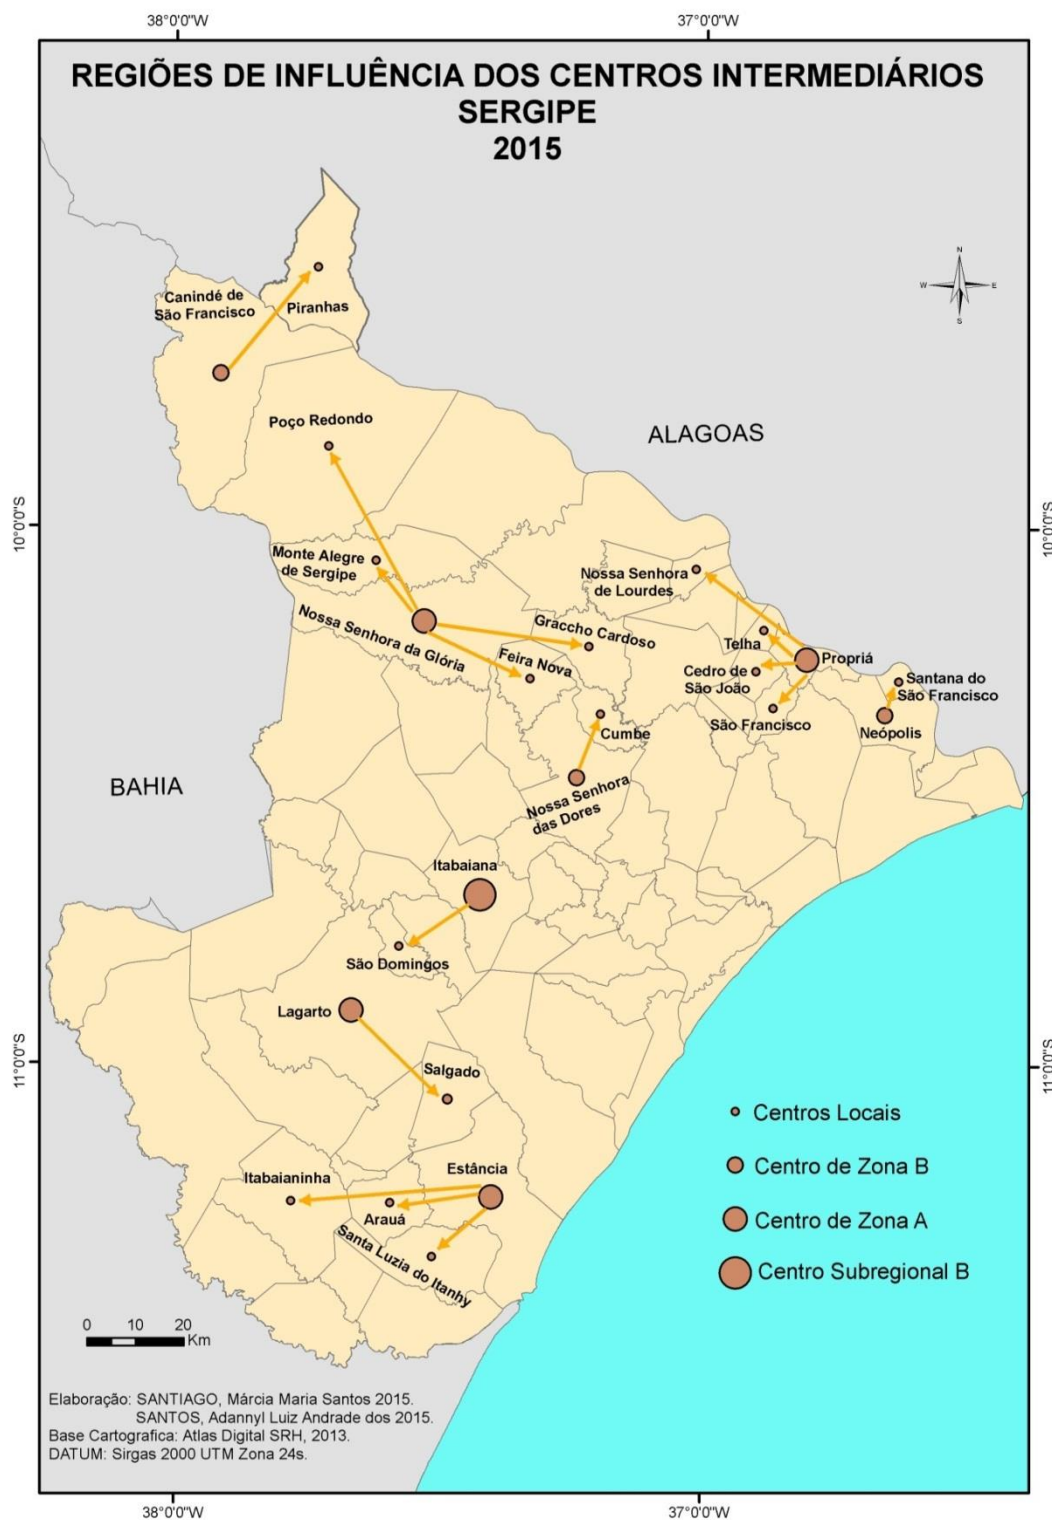 38°0'0"W
37°0'0"W
REGIÕES DE INFLUÊNCIA DOS CENTROS INTERMEDIÁRIOS
SERGIPE
2015
N
W
E
S
Canindé de
São Francisco
Piranhas
Poço Redondo
ALAGOAS
10°0'0"S
10°0'0"S
Monte Alegre
de Sergipe
Nossa Senhora
de Lourdes
Nossa Senhora da Glória
Graccho Cardoso
Feira Nova
Telha
Propriá
Cedro de
São João
Santana do
São Francisco
São Francisco
Neópolis
Cumbe
BAHIA
Nossa Senhora
das Dores
Itabaiana
São Domingos
Lagarto
11°0'0"S
11°0'0"S
Salgado
Centros Locais
Estância
Itabaianinha
Centro de Zona B
Arauá
Centro de Zona A
Santa Luzia do Itanhy
Centro Subregional B
0 10 20
Km
Elaboração: SANTIAGO, Márcia Maria Santos 2015.
SANTOS, Adannyl Luiz Andrade dos 2015.
Base Cartografica: Atlas Digital SRH, 2013.
DATUM: Sirgas 2000 UTM Zona 24s.
38°0'0"W
37°0'0"W